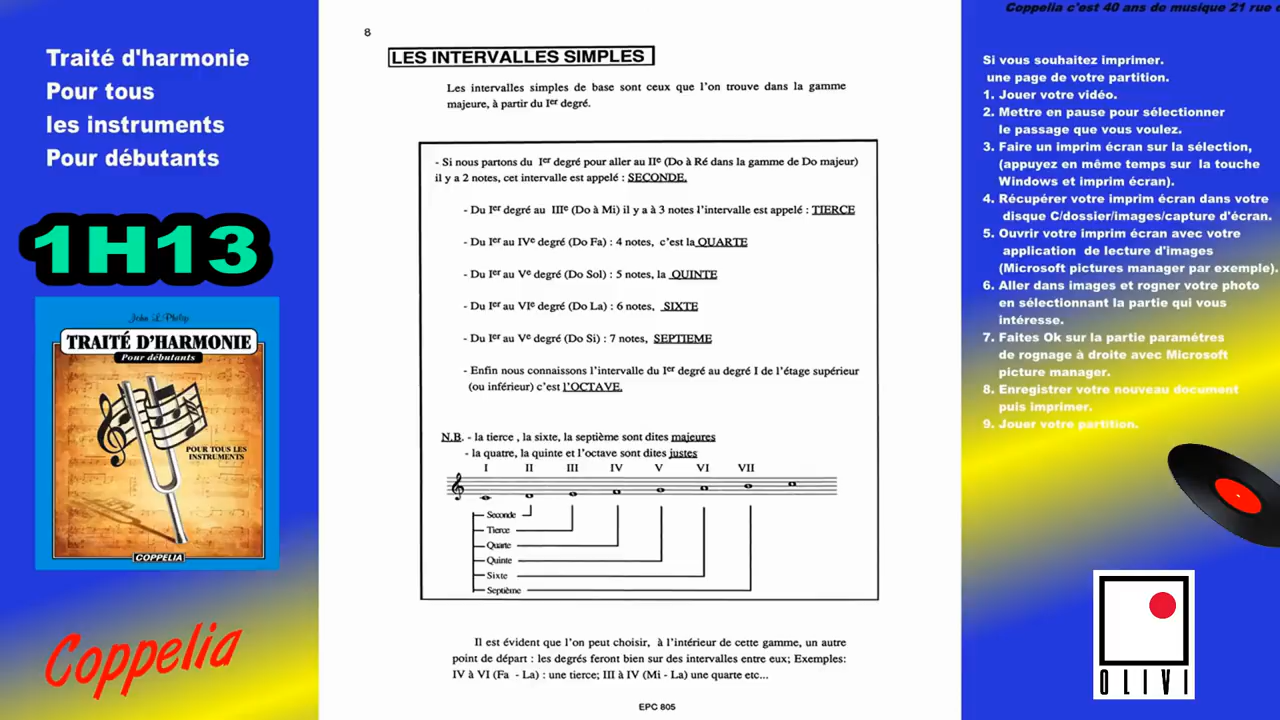 Coppelia c'est 40 ans de musique 21 rue
Traité d'harmonie
Pour tous
les instruments
Pour débutants
1H13
John L. Philip
TRAITÉ D'HARMONIE
Pour débutants
POUR TOUS LES
INSTRUMENTS
COPPELIA
Coppelia
8
LES INTERVALLES SIMPLES
Les intervalles simples de base sont ceux que l'on trouve dans la gamme
majeure, à partir du Ier degré.
- Si nous partons du Ier degré pour aller au IIe (Do à Ré dans la gamme de Do majeur)
il y a 2 notes, cet intervalle est appelé : SECONDE.
- Du Ier degré au IIIe (Do à Mi) il y a à 3 notes l'intervalle est appelé : TIERCE
- Du Ier au IVe degré (Do Fa) : 4 notes, c'est la QUARTE
- Du Ier au Ve degré (Do Sol) : 5 notes, la QUINTE
- Du Ier au VIe degré (Do La) : 6 notes, SIXTE
- Du Ier au Ve degré (Do Si) : 7 notes, SEPTIEME
- Enfin nous connaissons l'intervalle du Ier degré au degré I de l'étage supérieur
(ou inférieur) c'est l'OCTAVE.
N.B. - la tierce , la sixte, la septième sont dites majeures
- la quatre, la quinte et l'octave sont dites justes
I II III IV V VI VII
Seconde
Tierce
Quarte
Quinte
Sixte
Septième
Il est évident que l'on peut choisir, à l'intérieur de cette gamme, un autre
point de départ : les degrés feront bien sur des intervalles entre eux; Exemples:
IV à VI (Fa - La) : une tierce; III à IV (Mi - La) une quarte etc...
EPC 805
Si vous souhaitez imprimer.
une page de votre partition.
1. Jouer votre vidéo.
2. Mettre en pause pour sélectionner
le passage que vous voulez.
3. Faire un imprim écran sur la sélection,
(appuyez en même temps sur la touche
Windows et imprim écran).
4. Récupérer votre imprim écran dans votre
disque C/dossier/images/capture d'écran.
5. Ouvrir votre imprim écran avec votre
application de lecture d'images
(Microsoft pictures manager par exemple).
6. Aller dans images et rogner votre photo
en sélectionnant la partie qui vous
intéresse.
7. Faites Ok sur la partie paramétres
de rognage à droite avec Microsoft
picture manager.
8. Enregistrer votre nouveau document
puis imprimer.
9. Jouer votre partition.
OLIVI